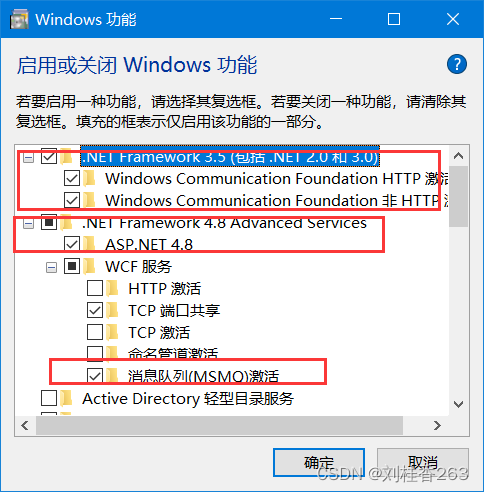 Windows 功能
启用或关闭 Windows 功能
?
若要启用一种功能，请选择其复选框。若要关闭一种功能，请清除其
复选框。填充的框表示仅启用该功能的一部分。
.NET Framework 3.5 (包括 .NET 2.0 和 3.0)
Windows Communication Foundation HTTP 激
Windows Communication Foundation 非 HTTP
.NET Framework 4.8 Advanced Services
ASP.NET 4.8
WCF 服务
HTTP 激活
TCP 端口共享
TCP 激活
命名管道激活
消息队列(MSMQ)激活
Active Directory 轻型目录服务
确定
取消
CSDN @刘桂香263